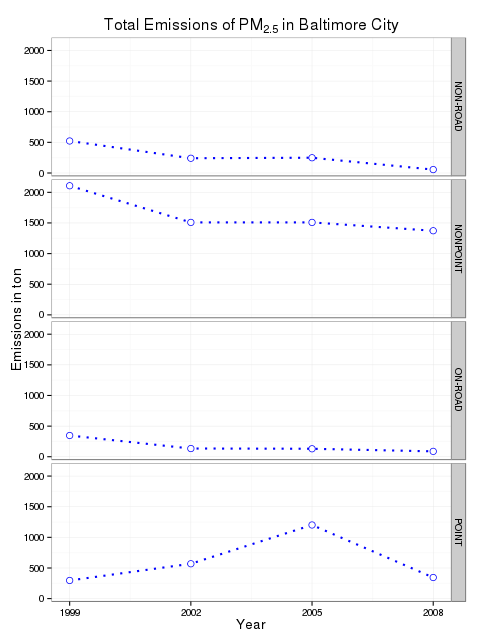 Total Emissions of PM2.5 in Baltimore City
Emissions in ton
2000
1500
1000
500
0
NON-ROAD
2000
1500
1000
500
0
NONPOINT
2000
1500
1000
500
0
ON-ROAD
2000
1500
1000
500
0
POINT
1999 2002 2005 2008
Year